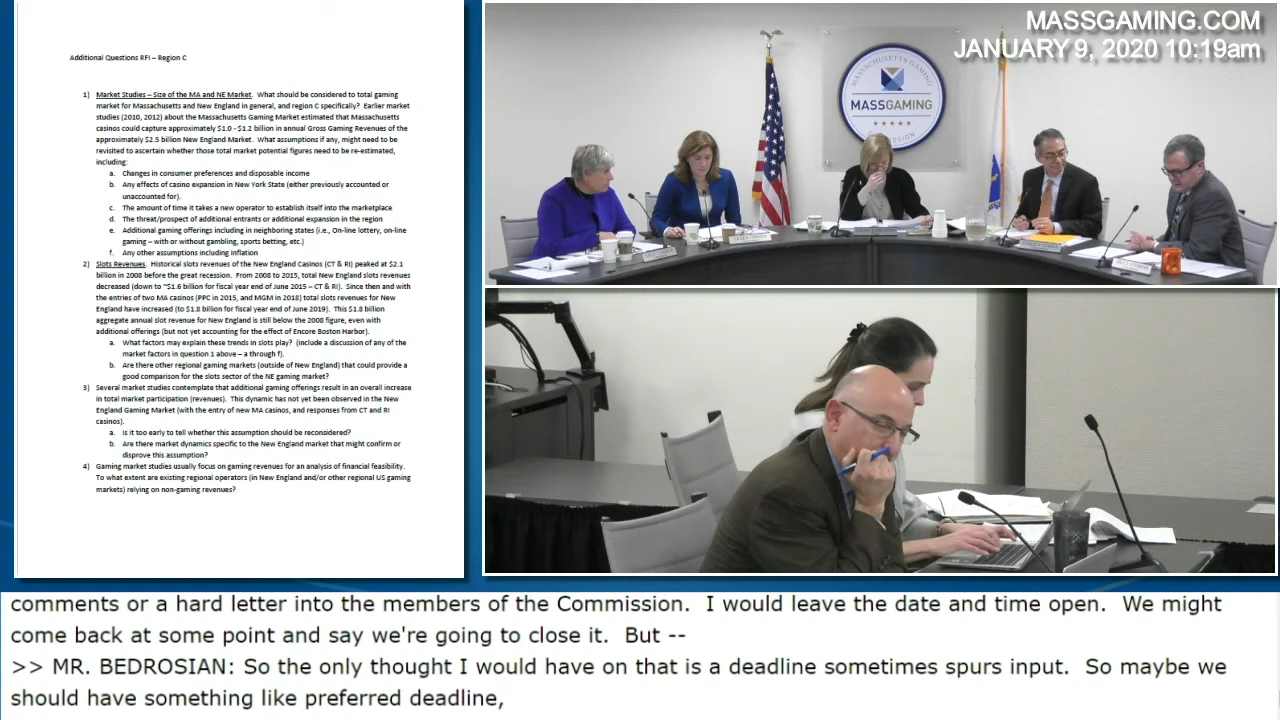 Additional Questions RFI – Region C
1) Market Studies – Size of the MA and NE Market. What should be considered to total gaming
market for Massachusetts and New England in general, and region C specifically? Earlier market
studies (2010, 2012) about the Massachusetts Gaming Market estimated that Massachusetts
casinos could capture approximately $1.0 - $1.2 billion in annual Gross Gaming Revenues of the
approximately $2.5 billion New England Market. What assumptions if any, might need to be
revisited to ascertain whether those total market potential figures need to be re-estimated,
including:
a. Changes in consumer preferences and disposable income
b. Any effects of casino expansion in New York State (either previously accounted or
unaccounted for).
c. The amount of time it takes a new operator to establish itself into the marketplace
d. The threat/prospect of additional entrants or additional expansion in the region
e. Additional gaming offerings including in neighboring states (i.e., On-line lottery, on-line
gaming – with or without gambling, sports betting, etc.)
f. Any other assumptions including inflation
2) Slots Revenues. Historical slots revenues of the New England Casinos (CT & RI) peaked at $2.1
billion in 2008 before the great recession. From 2008 to 2015, total New England slots revenues
decreased (down to ~$1.6 billion for fiscal year end of June 2015 – CT & RI). Since then and with
the entries of two MA casinos (PPC in 2015, and MGM in 2018) total slots revenues for New
England have increased (to $1.8 billion for fiscal year end of June 2019). This $1.8 billion
aggregate annual slot revenue for New England is still below the 2008 figure, even with
additional offerings (but not yet accounting for the effect of Encore Boston Harbor).
a. What factors may explain these trends in slots play? (include a discussion of any of the
market factors in question 1 above – a through f).
b. Are there other regional gaming markets (outside of New England) that could provide a
good comparison for the slots sector of the NE gaming market?
3) Several market studies contemplate that additional gaming offerings result in an overall increase
in total market participation (revenues). This dynamic has not yet been observed in the New
England Gaming Market (with the entry of new MA casinos, and responses from CT and RI
casinos).
a. Is it too early to tell whether this assumption should be reconsidered?
b. Are there market dynamics specific to the New England market that might confirm or
disprove this assumption?
4) Gaming market studies usually focus on gaming revenues for an analysis of financial feasibility.
To what extent are existing regional operators (in New England and/or other regional US gaming
markets) relying on non-gaming revenues?
MASSGAMING.COM
JANUARY 9, 2020 10:19am
MASSACHUSETTS GAMING
MASSGAMING
comments or a hard letter into the members of the Commission. I would leave the date and time open. We might
come back at some point and say we're going to close it. But --
>> MR. BEDROSIAN: So the only thought I would have on that is a deadline sometimes spurs input. So maybe we
should have something like preferred deadline,